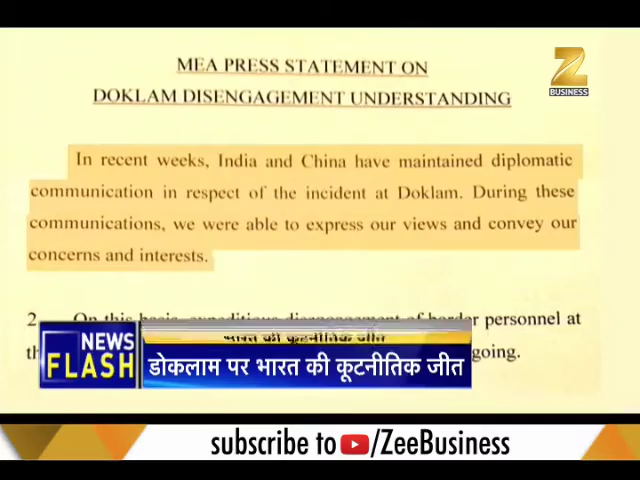 MEA PRESS STATEMENT ON
DOKLAM DISENGAGEMENT UNDERSTANDING
Z
BUSINESS
In recent weeks, India and China have maintained diplomatic
communication in respect of the incident at Doklam. During these
communications, we were able to express our views and convey our
concerns and interests.
2. On this basis, expeditious disengagement of border personnel at
going.
NEWS
FLASH
भारत की कूटनीतिक जीत
डोकलाम पर भारत की कूटनीतिक जीत
subscribe to /ZeeBusiness